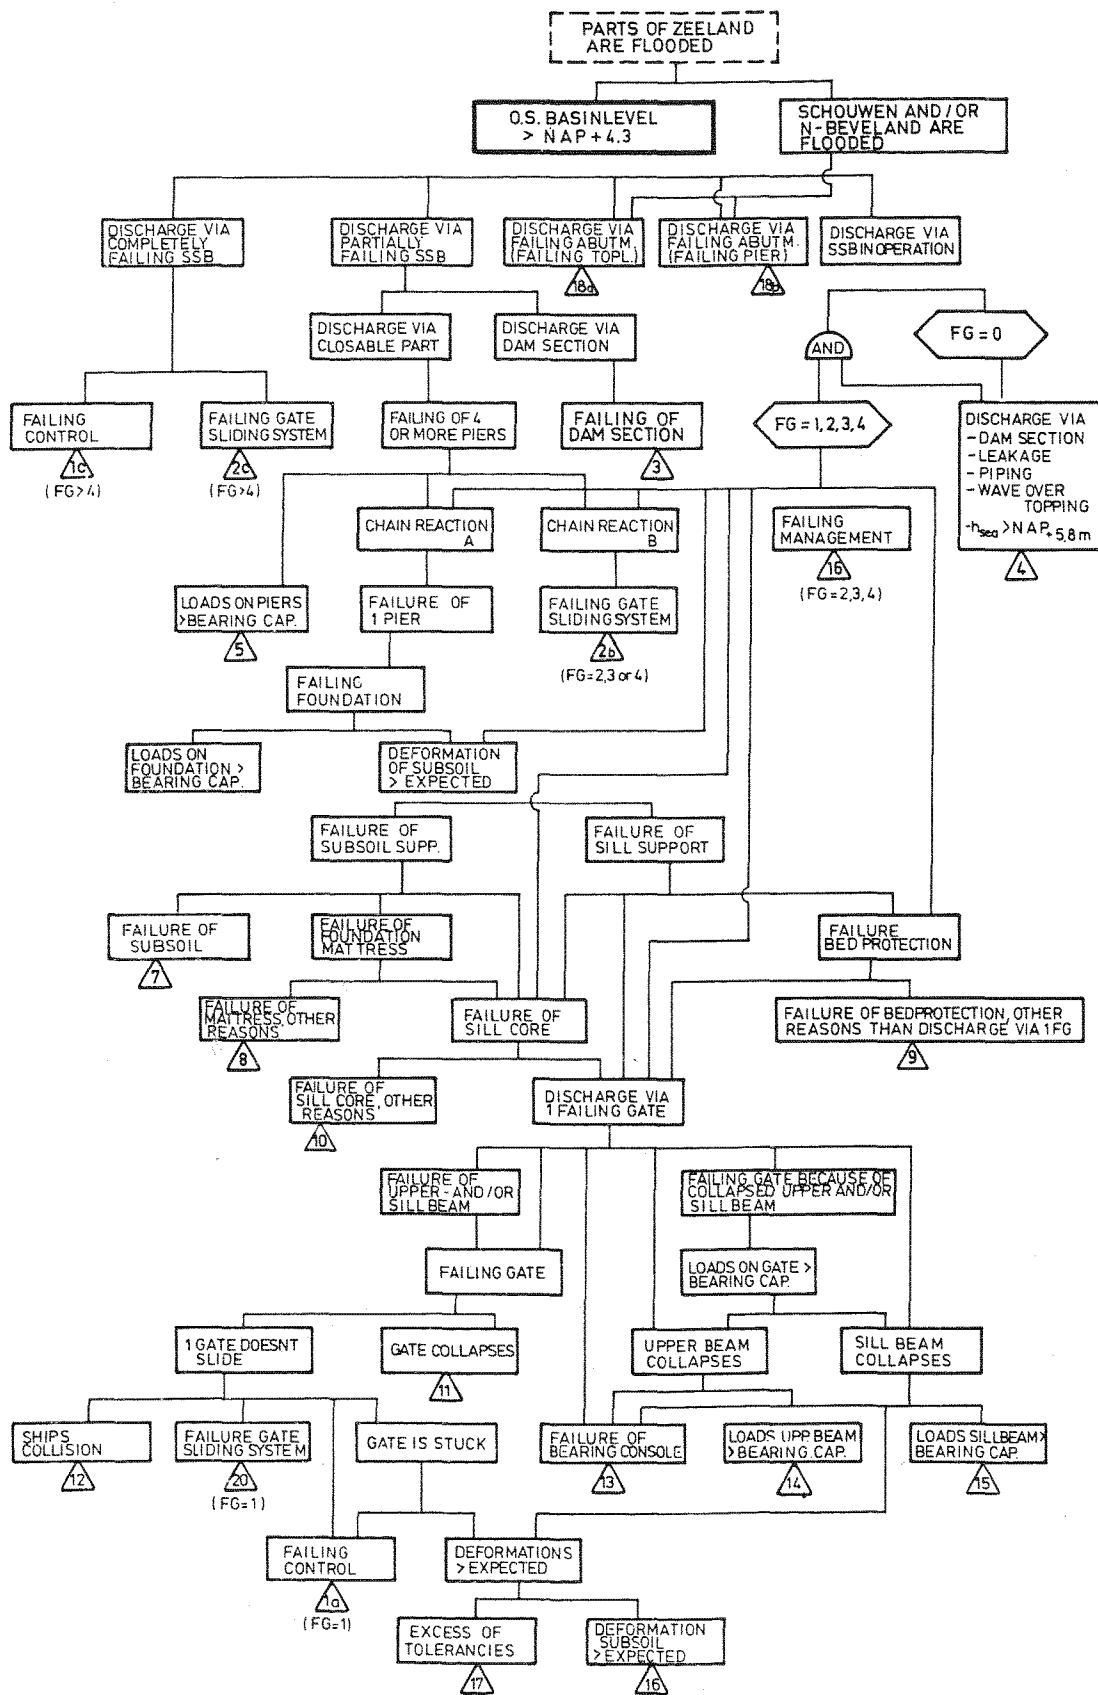 PARTS OF ZEELAND
ARE FLOODED
O.S. BASINLEVEL
> NAP + 4.3
SCHOUWEN AND/OR
N-BEVELAND ARE
FLOODED
DISCHARGE VIA
COMPLETELY
FAILING SSB
DISCHARGE VIA
PARTIALLY
FAILING SSB
DISCHARGE VIA
FAILING ABUTM.
(FAILING TOPL.)
18a
DISCHARGE VIA
FAILING ABUTM.
(FAILING PIER)
18b
DISCHARGE VIA
SSB IN OPERATION
DISCHARGE VIA
CLOSABLE PART
DISCHARGE VIA
DAM SECTION
AND
FG = 0
FAILING
CONTROL
1c
(FG>4)
FAILING GATE
SLIDING SYSTEM
2c
(FG>4)
FAILING OF 4
OR MORE PIERS
FAILING OF
DAM SECTION
3
FG = 1, 2, 3, 4
DISCHARGE VIA
-DAM SECTION
-LEAKAGE
-PIPING
-WAVE OVER
TOPPING
-hsea > NAP + 5,8 m
4
CHAIN REACTION
A
CHAIN REACTION
B
FAILING
MANAGEMENT
16
(FG=2,3,4)
LOADS ON PIERS
>BEARING CAP.
5
FAILURE OF
1 PIER
FAILING GATE
SLIDING SYSTEM
2b
(FG=2,3 or 4)
FAILING
FOUNDATION
LOADS ON
FOUNDATION >
BEARING CAP.
DEFORMATION
OF SUBSOIL
> EXPECTED
FAILURE OF
SUBSOIL SUPP.
FAILURE OF
SILL SUPPORT
FAILURE OF
SUBSOIL
7
FAILURE OF
FOUNDATION
MATTRESS
FAILURE
BED PROTECTION
FAILURE OF
MATTRESS, OTHER
REASONS
8
FAILURE OF
SILL CORE
FAILURE OF BEDPROTECTION, OTHER
REASONS THAN DISCHARGE VIA 1 FG
9
FAILURE OF
SILL CORE, OTHER
REASONS
10
DISCHARGE VIA
1 FAILING GATE
FAILURE OF
UPPER- AND/OR
SILL BEAM
FAILING GATE BECAUSE OF
COLLAPSED UPPER AND/OR
SILL BEAM
FAILING GATE
LOADS ON GATE >
BEARING CAP.
1 GATE DOESNT
SLIDE
GATE COLLAPSES
11
UPPER BEAM
COLLAPSES
SILL BEAM
COLLAPSES
SHIPS
COLLISION
12
FAILURE GATE
SLIDING SYSTEM
20
(FG=1)
GATE IS STUCK
FAILURE OF
BEARING CONSOLE
13
LOADS UPP. BEAM
>BEARING CAP.
14
LOADS SILLBEAM>
BEARING CAP.
15
FAILING
CONTROL
1a
(FG=1)
DEFORMATIONS
>EXPECTED
EXCESS OF
TOLERANCIES
17
DEFORMATION
SUBSOIL
>EXPECTED
16